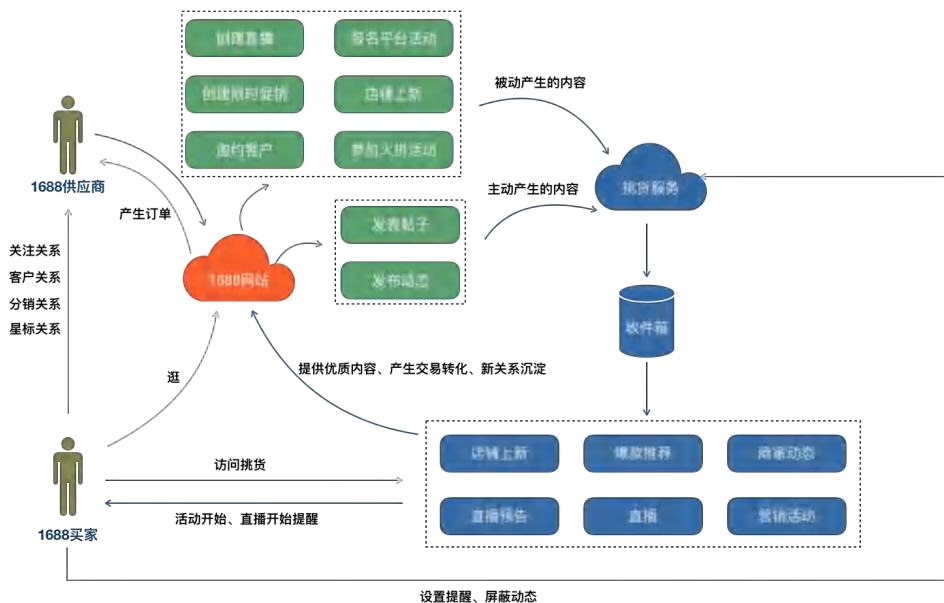 创建直播
报名平台活动
创建限时促销
店铺上新
邀约客户
参加火拼活动
被动产生的内容
挑货服务
1688供应商
主动产生的内容
产生订单
发表帖子
关注关系
客户关系
分销关系
星标关系
1688网站
发布动态
收件箱
逛
提供优质内容、产生交易转化、新关系沉淀
店铺上新
爆款推荐
商家动态
访问挑货
直播预告
直播
营销活动
活动开始、直播开始提醒
1688买家
设置提醒、屏蔽动态